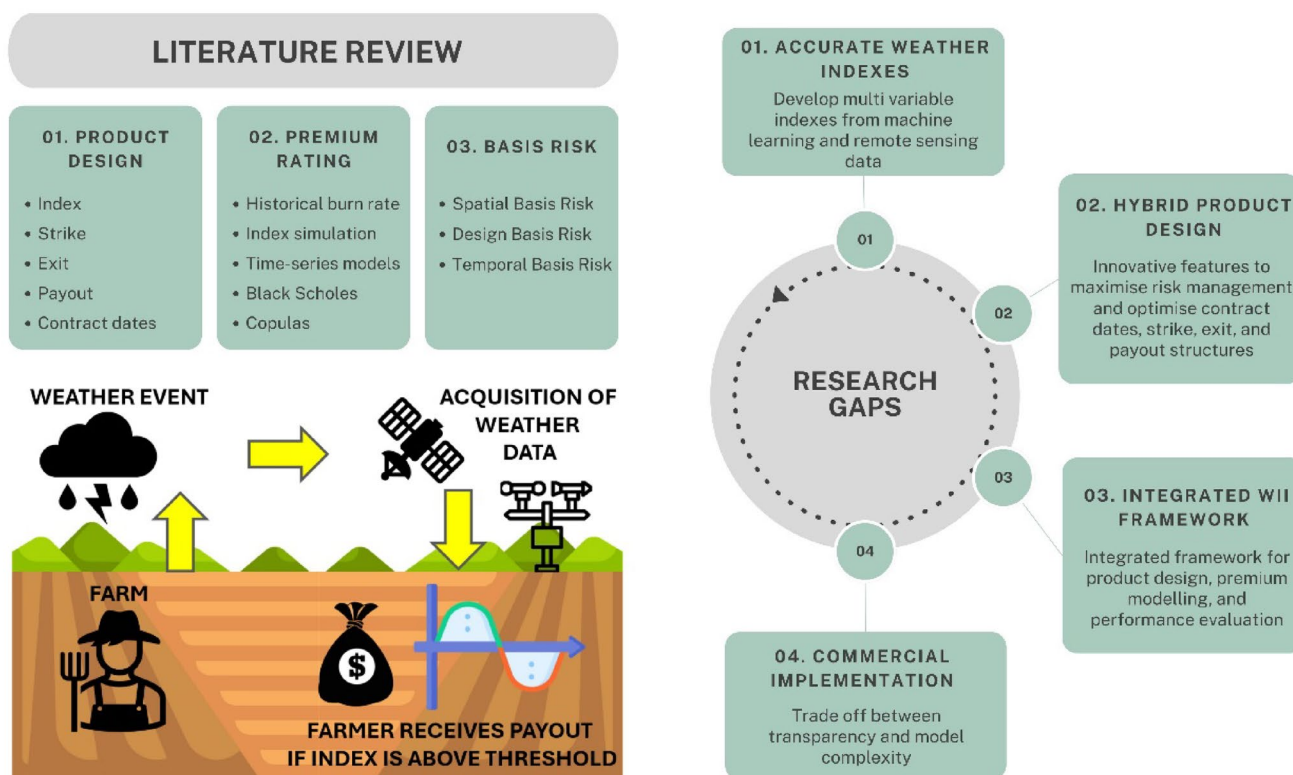 LITERATURE REVIEW
01. PRODUCT
DESIGN
• Index
• Strike
• Exit
• Payout
• Contract dates
02. PREMIUM
RATING
• Historical burn rate
• Index simulation
• Time-series models
• Black Scholes
• Copulas
03. BASIS RISK
• Spatial Basis Risk
• Design Basis Risk
• Temporal Basis Risk
WEATHER EVENT
ACQUISITION OF
WEATHER
DATA
FARM
$
FARMER RECEIVES PAYOUT
IF INDEX IS ABOVE THRESHOLD
01. ACCURATE WEATHER
INDEXES
Develop multi variable
indexes from machine
learning and remote sensing
data
01
02
03
04
RESEARCH
GAPS
02. HYBRID PRODUCT
DESIGN
Innovative features to
maximise risk management
and optimise contract
dates, strike, exit, and
payout structures
03. INTEGRATED WII
FRAMEWORK
Integrated framework for
product design, premium
modelling, and
performance evaluation
04. COMMERCIAL
IMPLEMENTATION
Trade off between
transparency and model
complexity